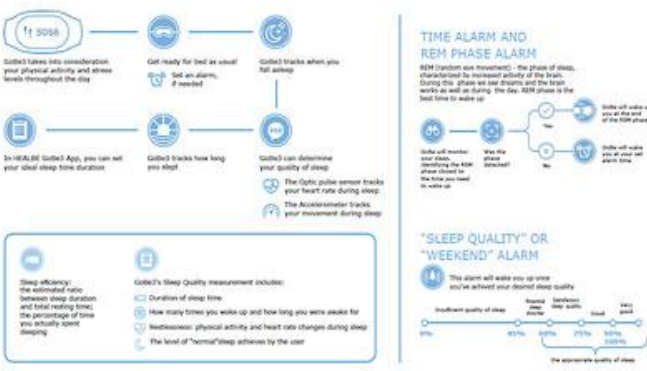 5056
GoBe3 takes into consideration
your physical activity and stress
levels throughout the day
Get ready for bed as usual
Set an alarm,
if needed
GoBe3 tracks when you
fall asleep
In HEALBE GoBe3 App, you can set
your ideal sleep time duration
GoBe3 tracks how long
you slept
GoBe3 can determine
your quality of sleep
The Optic pulse sensor tracks
your heart rate during sleep
The Accelerometer tracks
your movement during sleep
Sleep efficiency:
the estimated ratio
between sleep duration
and total resting time;
the percentage of time
you actually spent
sleeping
GoBe3's Sleep Quality measurement includes:
Duration of sleep time
How many times you woke up and how long you were awake for
Restlessness: physical activity and heart rate changes during sleep
The level of "normal"sleep achieves by the user
TIME ALARM AND
REM PHASE ALARM
REM (random eye movement) - the phase of sleep,
characterized by increased activity of the brain.
During this phase we see dreams and the brain
works as well as during the day. REM phase is the
best time to wake up
GoBe will monitor
your sleep,
identifying the REM
phase closest to
the time you need
to wake up
Was the
phase
detected?
Yes
No
GoBe will wake u
you at the end
of the REM phase
GoBe will wake
you at your set
alarm time
"SLEEP QUALITY" OR
"WEEKEND" ALARM
This alarm will wake you up once
you've achieved your desired sleep quality
Insufficient quality of sleep
sleep
Good
Very
good
0%
45%
60%
75%
90%
100%
the appropriate quality of sleep